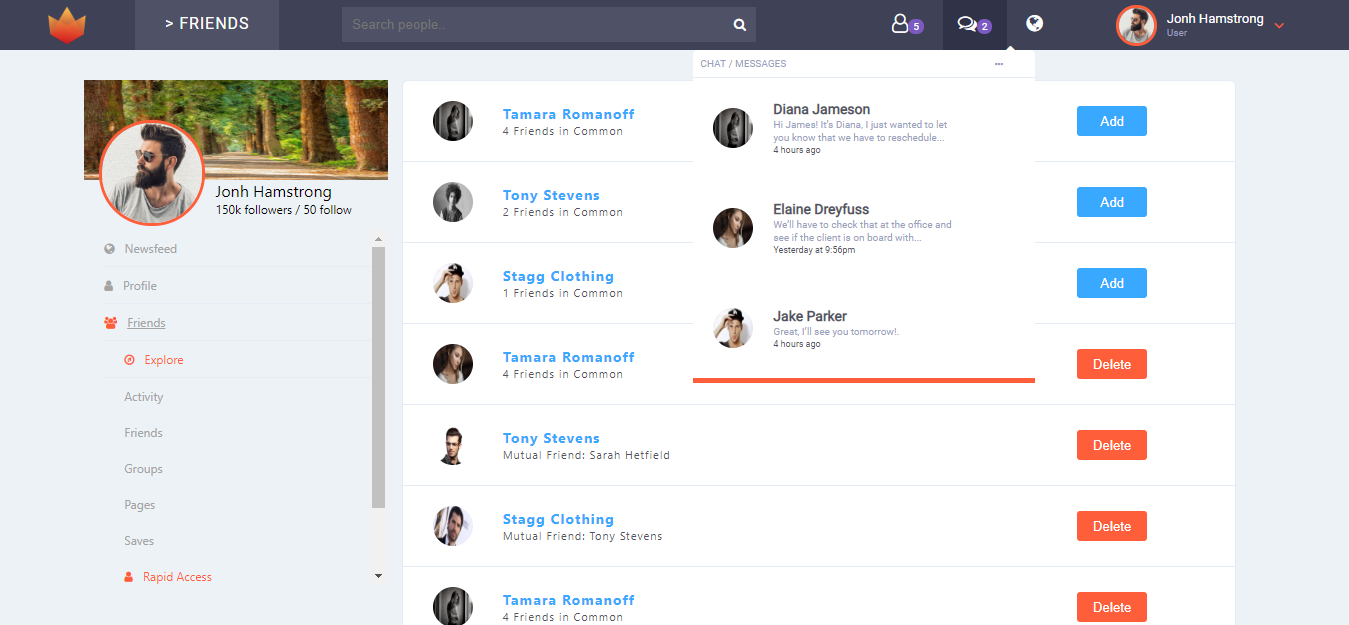 > FRIENDS
Search people..
5
2
Jonh Hamstrong
User
CHAT / MESSAGES
Diana Jameson
Hi James! It's Diana, I just wanted to let
you know that we have to reschedule...
4 hours ago
Elaine Dreyfuss
We'll have to check that at the office and
see if the client is on board with...
Yesterday at 9:56pm
Jake Parker
Great, I'll see you tomorrow!.
4 hours ago
Jonh Hamstrong
150k followers / 50 follow
Newsfeed
Profile
Friends
Explore
Activity
Friends
Groups
Pages
Saves
Rapid Access
Tamara Romanoff
4 Friends in Common
Add
Tony Stevens
2 Friends in Common
Add
Stagg Clothing
1 Friends in Common
Add
Tamara Romanoff
4 Friends in Common
Delete
Tony Stevens
Mutual Friend: Sarah Hetfield
Delete
Stagg Clothing
Mutual Friend: Tony Stevens
Delete
Tamara Romanoff
4 Friends in Common
Delete